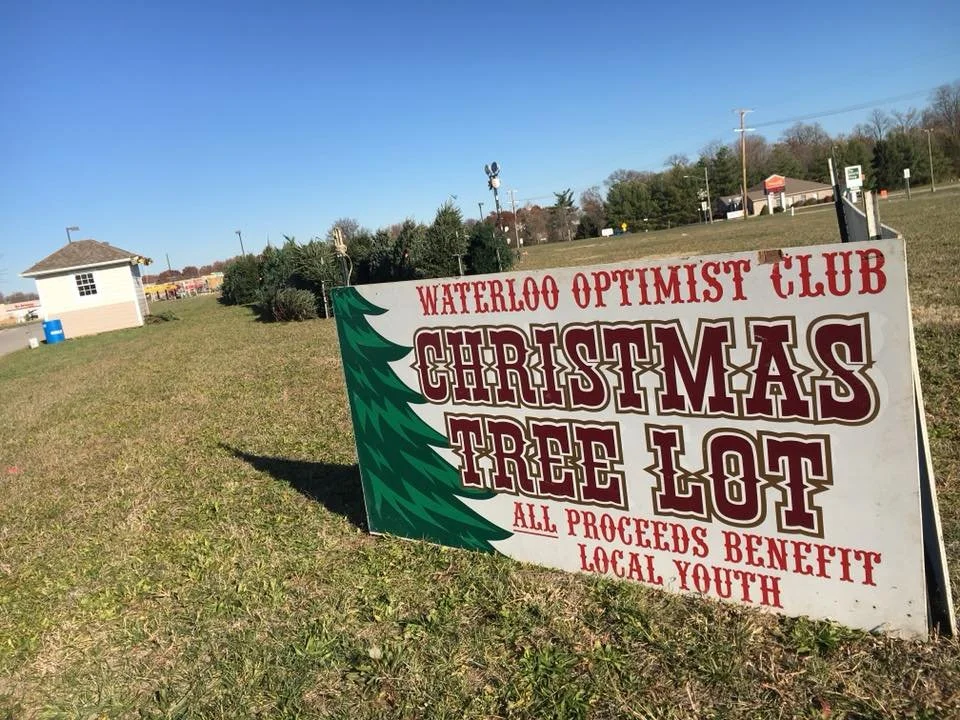 WATERLOO OPTIMIST CLUB
CHRISTMAS
TREE LOT
ALL PROCEEDS BENEFIT
LOCAL YOUTH